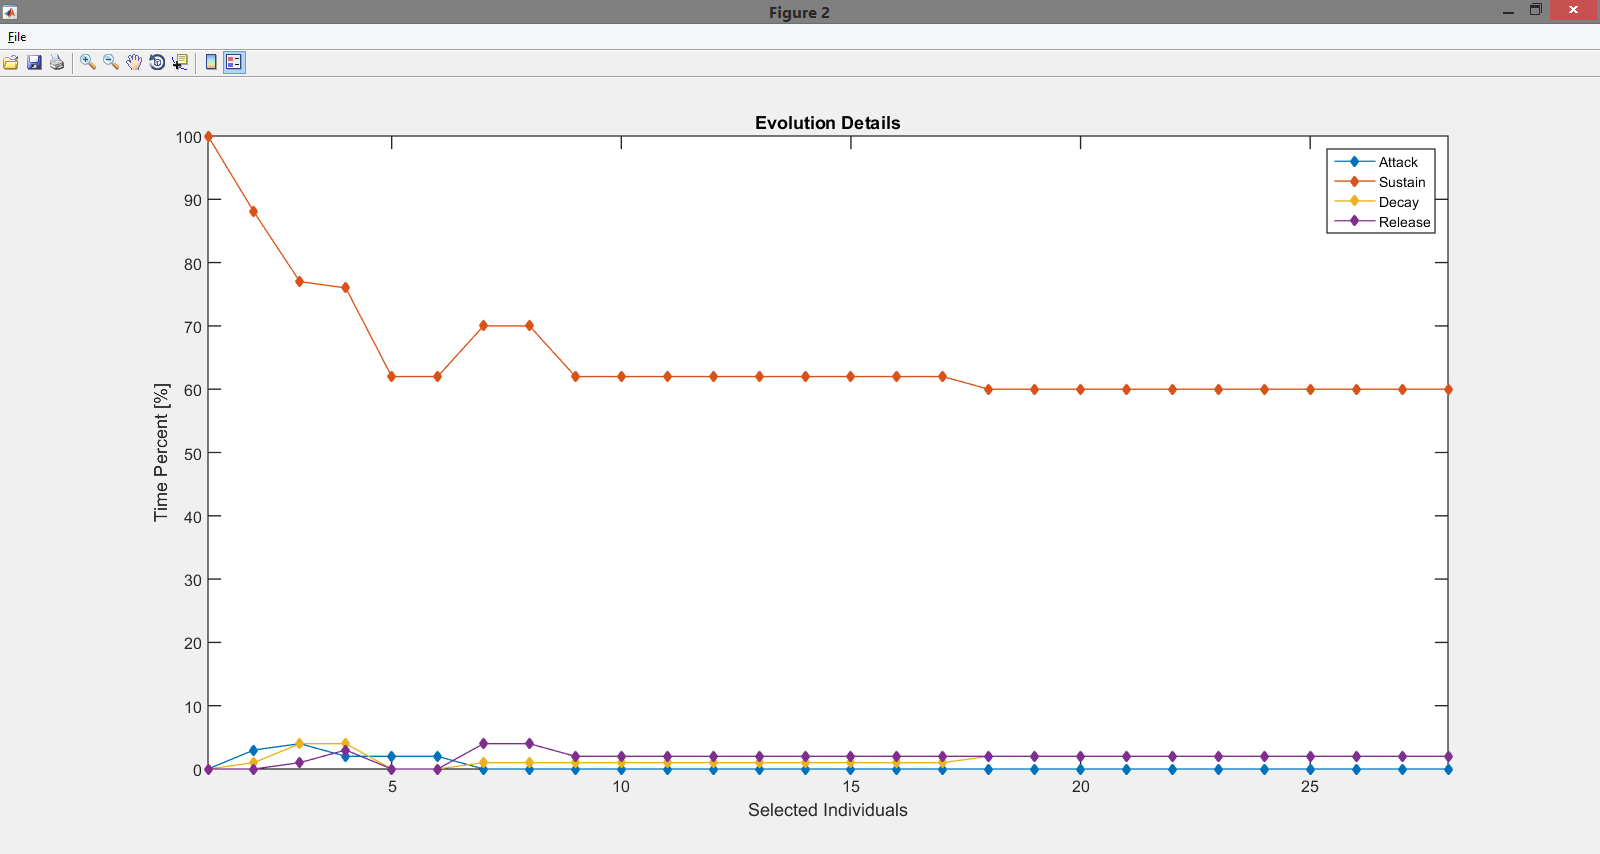 Figure 2
File
Evolution Details
Attack
Sustain
Decay
Release
Time Percent [%]
100
90
80
70
60
50
40
30
20
10
0
5
10
15
20
25
Selected Individuals